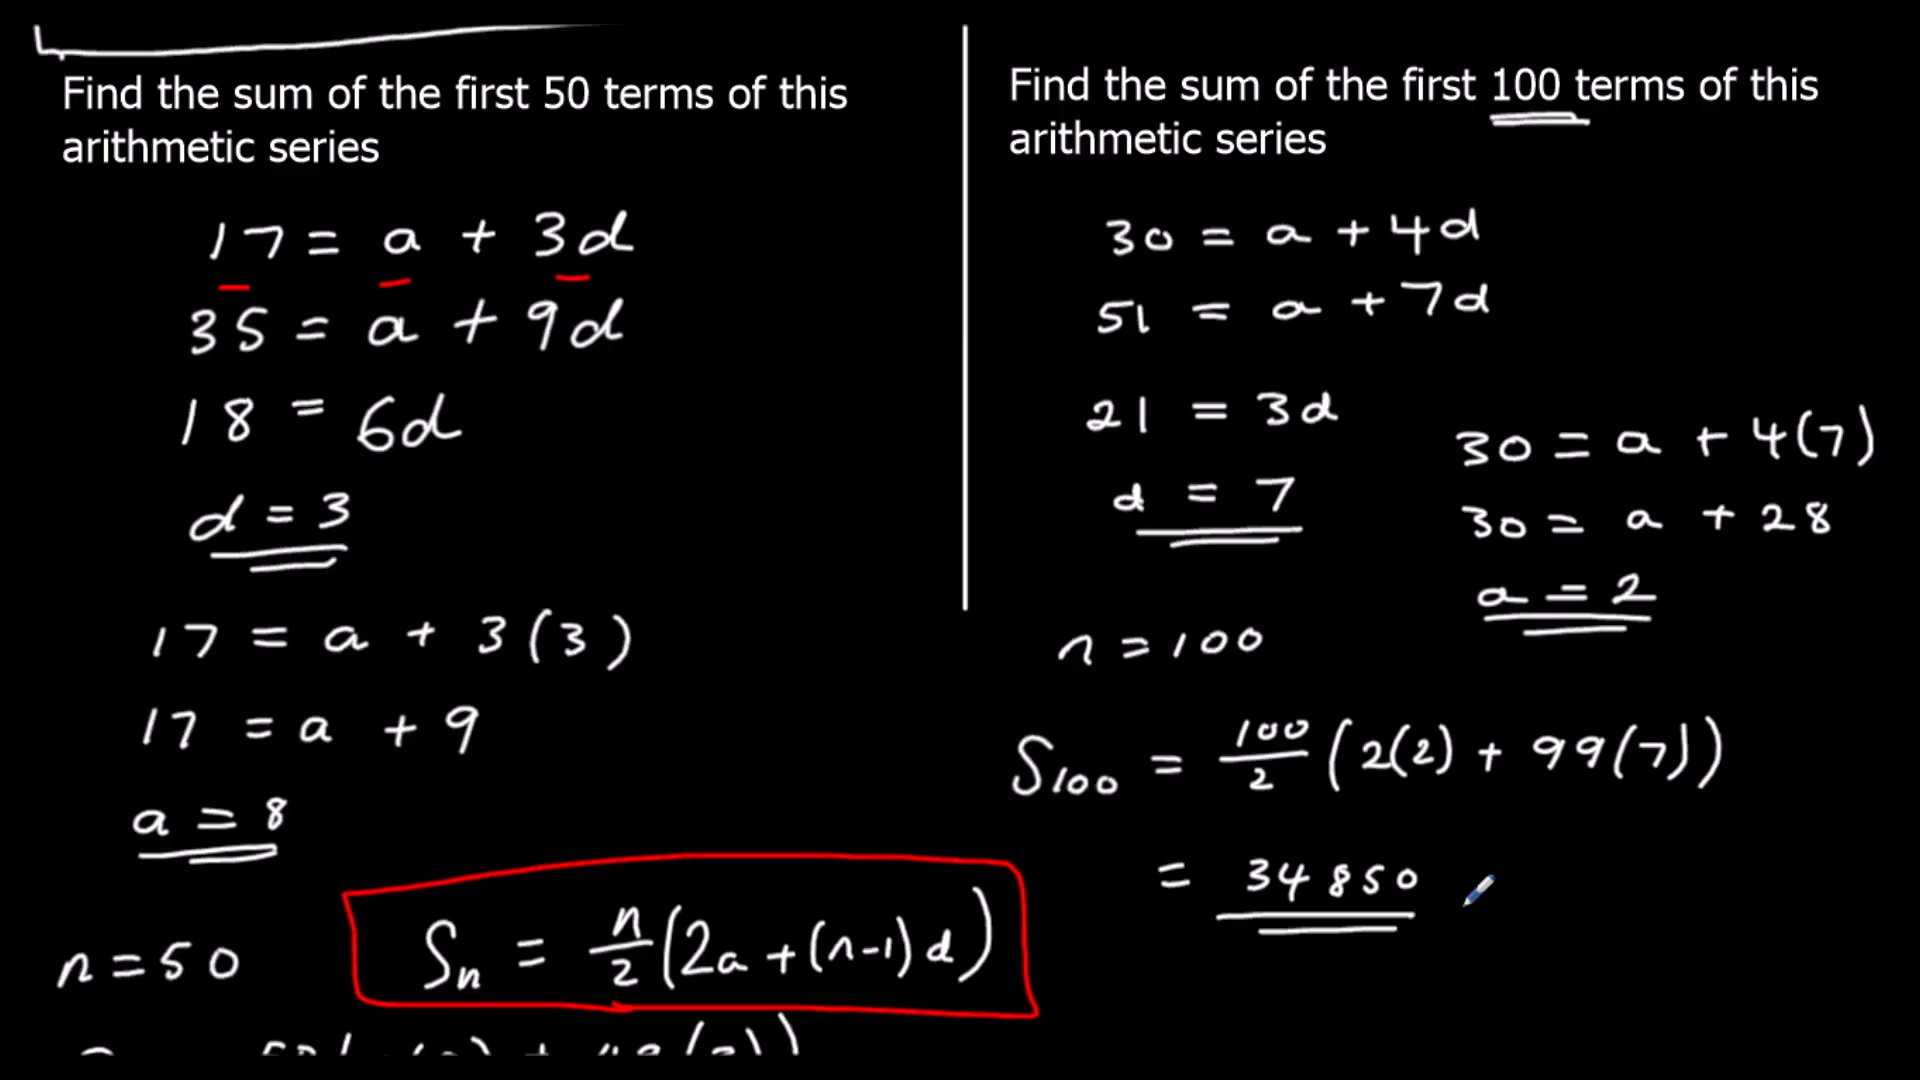 Find the sum of the first 50 terms of this
arithmetic series
17 = a + 3d
35 = a + 9d
18 = 6d
d = 3
17 = a + 3(3)
17 = a + 9
a = 8
n = 50
Sn = n/2 (2a + (n-1)d)
Find the sum of the first 100 terms of this
arithmetic series
30 = a + 4d
51 = a + 7d
21 = 3d
d = 7
30 = a + 4(7)
30 = a + 28
a = 2
n = 100
S100 = 100/2 (2(2) + 99(7))
= 34850